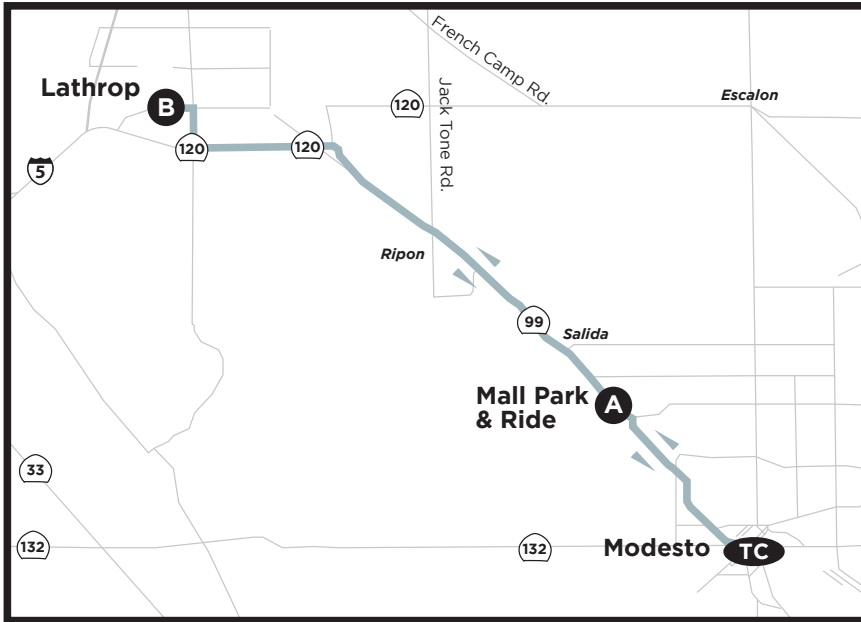 French Camp Rd.
Lathrop
B
Jack Tone Rd.
120
Escalon
120
120
5
Ripon
99
Salida
Mall Park
& Ride
A
33
132
132
Modesto
TC